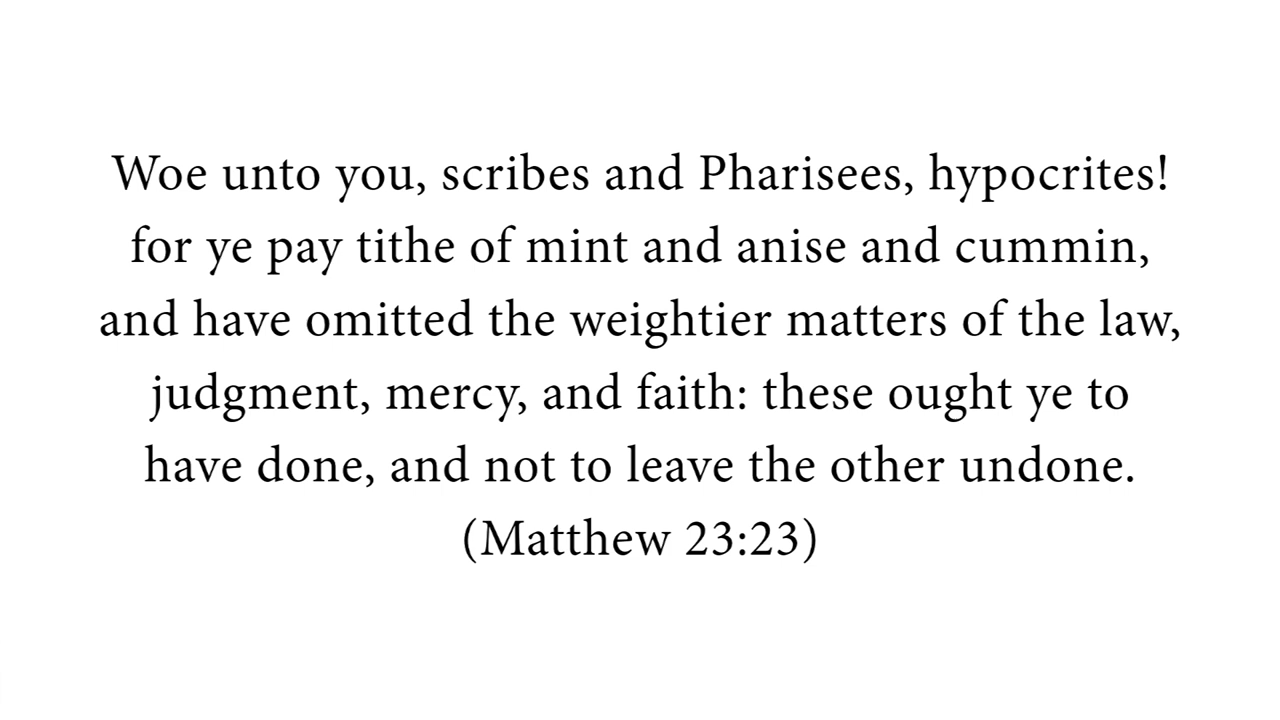 Woe unto you, scribes and Pharisees, hypocrites!
for ye pay tithe of mint and anise and cummin,
and have omitted the weightier matters of the law,
judgment, mercy, and faith: these ought ye to
have done, and not to leave the other undone.
(Matthew 23:23)